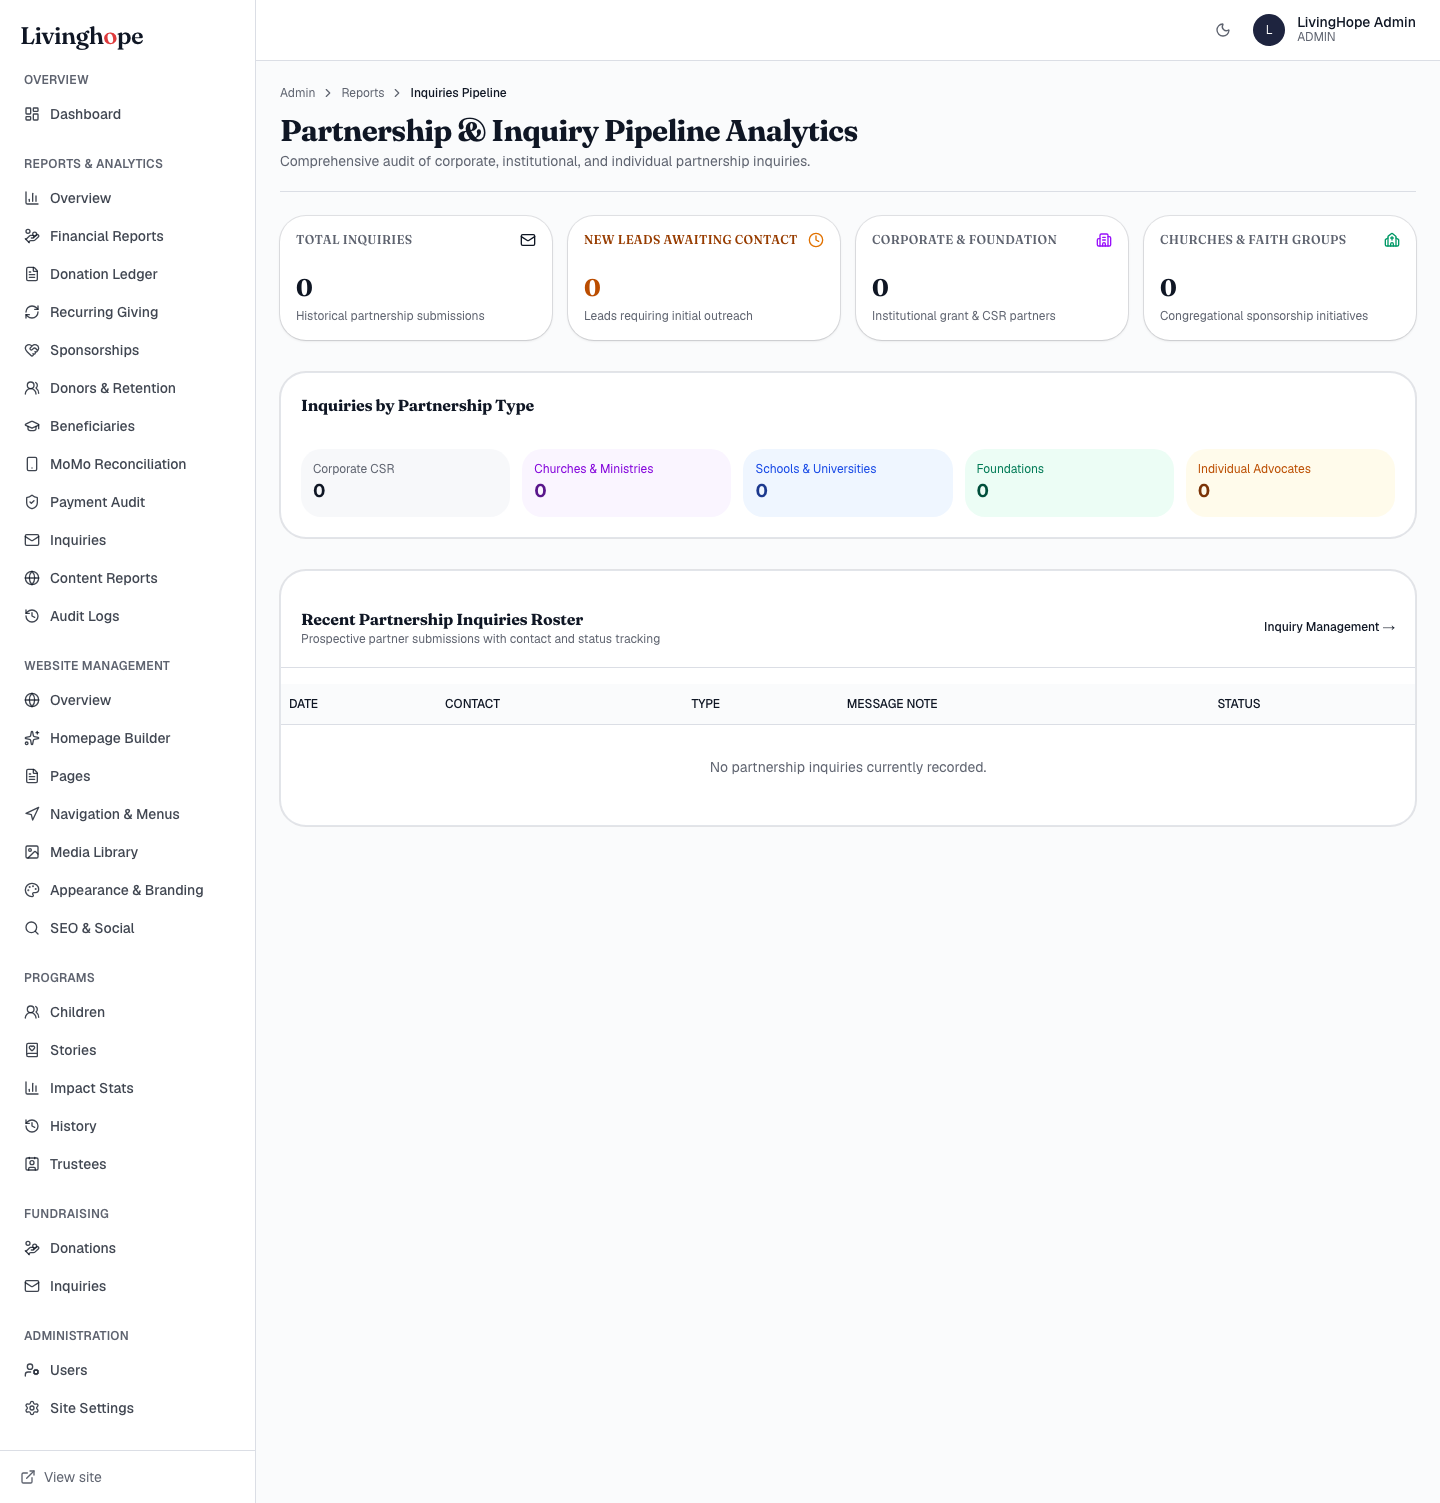 Livinghope
OVERVIEW
Dashboard
REPORTS & ANALYTICS
Overview
Financial Reports
Donation Ledger
Recurring Giving
Sponsorships
Donors & Retention
Beneficiaries
MoMo Reconciliation
Payment Audit
Inquiries
Content Reports
Audit Logs
WEBSITE MANAGEMENT
Overview
Homepage Builder
Pages
Navigation & Menus
Media Library
Appearance & Branding
SEO & Social
PROGRAMS
Children
Stories
Impact Stats
History
Trustees
FUNDRAISING
Donations
Inquiries
ADMINISTRATION
Users
Site Settings
View site
L
LivingHope Admin
ADMIN
Admin > Reports > Inquiries Pipeline
Partnership & Inquiry Pipeline Analytics
Comprehensive audit of corporate, institutional, and individual partnership inquiries.
TOTAL INQUIRIES
0
Historical partnership submissions
NEW LEADS AWAITING CONTACT
0
Leads requiring initial outreach
CORPORATE & FOUNDATION
0
Institutional grant & CSR partners
CHURCHES & FAITH GROUPS
0
Congregational sponsorship initiatives
Inquiries by Partnership Type
Corporate CSR
0
Churches & Ministries
0
Schools & Universities
0
Foundations
0
Individual Advocates
0
Recent Partnership Inquiries Roster
Prospective partner submissions with contact and status tracking
Inquiry Management →
DATE CONTACT TYPE MESSAGE NOTE STATUS
No partnership inquiries currently recorded.